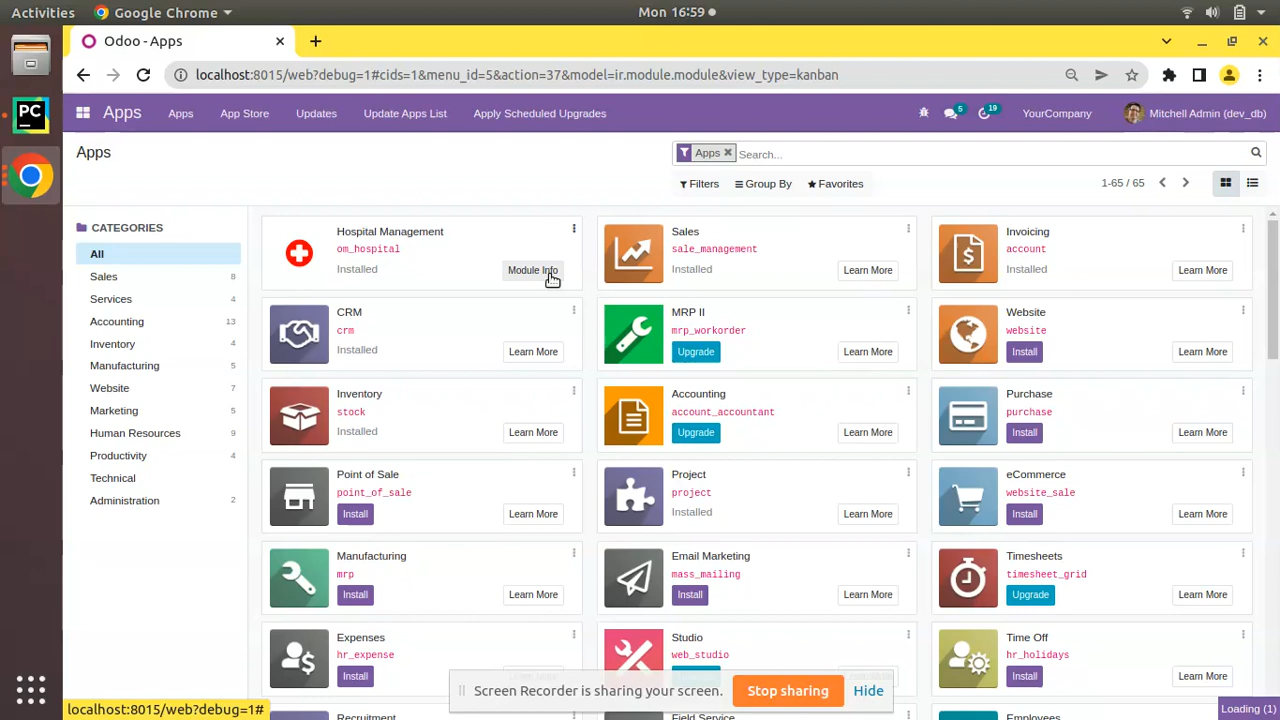 Activities
Google Chrome
Mon 16:59
Odoo - Apps
localhost:8015/web?debug=1#cids=1&menu_id=5&action=37&model=ir.module.module&view_type=kanban
Apps
Apps
App Store
Updates
Update Apps List
Apply Scheduled Upgrades
5
19
YourCompany
Mitchell Admin (dev_db)
Apps
Apps
Search...
Filters
Group By
Favorites
1-65 / 65
CATEGORIES
All
Sales 8
Services 4
Accounting 13
Inventory 4
Manufacturing 5
Website 7
Marketing 5
Human Resources 9
Productivity 4
Technical
Administration 2
Hospital Management
om_hospital
Installed
Module Info
Sales
sale_management
Installed
Learn More
Invoicing
account
Installed
Learn More
CRM
crm
Installed
Learn More
MRP II
mrp_workorder
Upgrade
Learn More
Website
website
Install
Learn More
Inventory
stock
Installed
Learn More
Accounting
account_accountant
Upgrade
Learn More
Purchase
purchase
Install
Learn More
Point of Sale
point_of_sale
Install
Learn More
Project
project
Installed
Learn More
eCommerce
website_sale
Install
Learn More
Manufacturing
mrp
Install
Learn More
Email Marketing
mass_mailing
Install
Learn More
Timesheets
timesheet_grid
Upgrade
Learn More
Expenses
hr_expense
Install
Studio
web_studio
Time Off
hr_holidays
Install
Learn More
Recruitment
Field Service
Employees
Screen Recorder is sharing your screen.
Stop sharing
Hide
localhost:8015/web?debug=1#
Loading (1)
PC